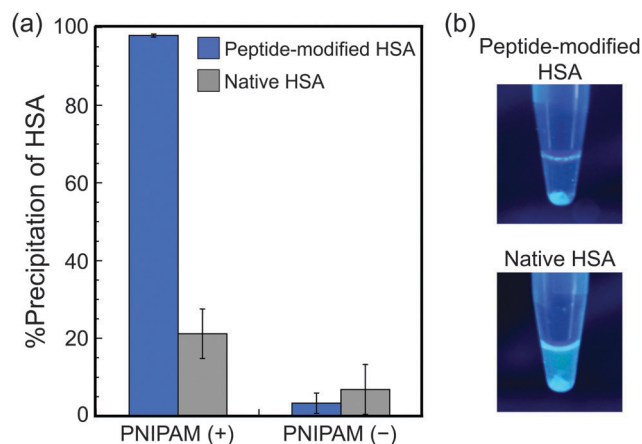 (a)
%Precipitation of HSA
100
80
60
40
20
0
Peptide-modified HSA
Native HSA
PNIPAM (+)
PNIPAM (−)
(b)
Peptide-modified
HSA
Native HSA